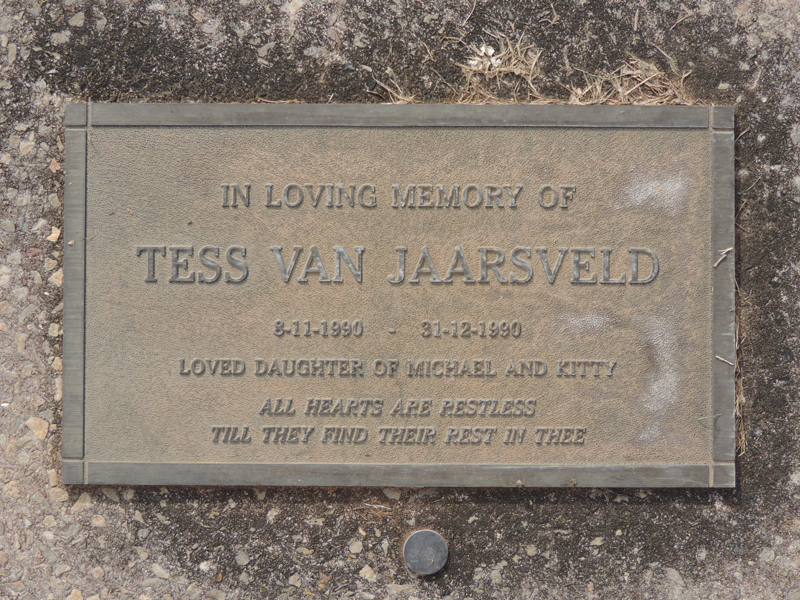 IN LOVING MEMORY OF
TESS VAN JAARSVELD
8-11-1990 - 31-12-1990
LOVED DAUGHTER OF MICHAEL AND KITTY
ALL HEARTS ARE RESTLESS
TILL THEY FIND THEIR REST IN THEE